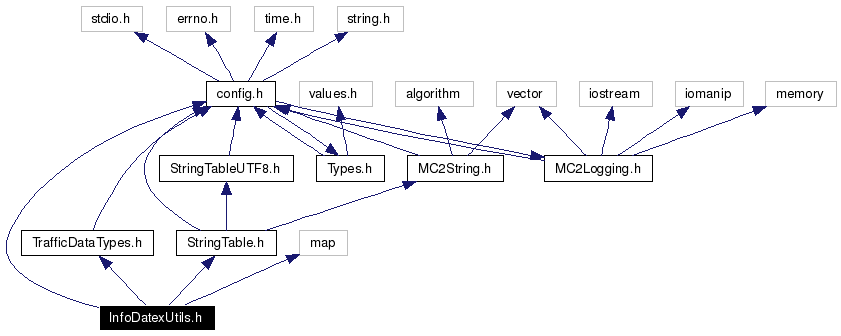 stdio.h errno.h time.h string.h
config.h values.h algorithm vector iostream iomanip memory
StringTableUTF8.h Types.h MC2String.h MC2Logging.h
TrafficDataTypes.h StringTable.h map
InfoDatexUtils.h